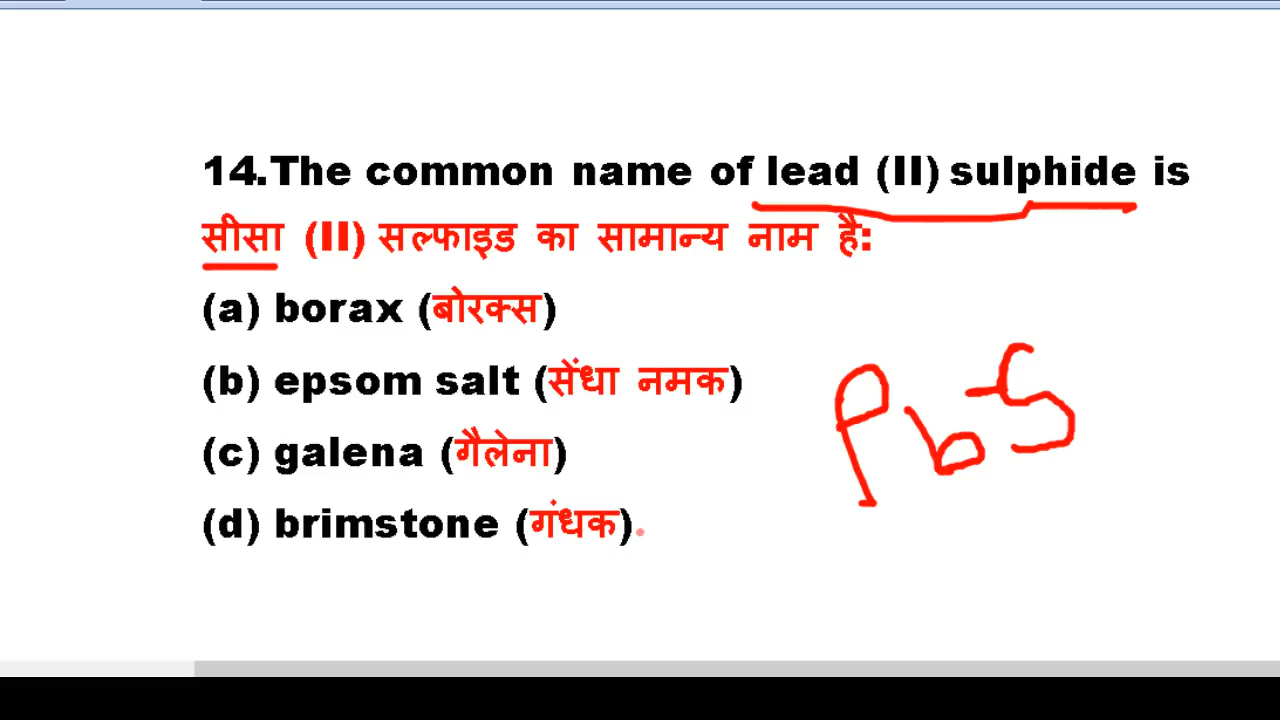 14.The common name of lead (II) sulphide is
सीसा (II) सल्फाइड का सामान्य नाम है:
(a) borax (बोरक्स)
(b) epsom salt (सेंधा नमक)
(c) galena (गैलेना)
(d) brimstone (गंधक)
PbS